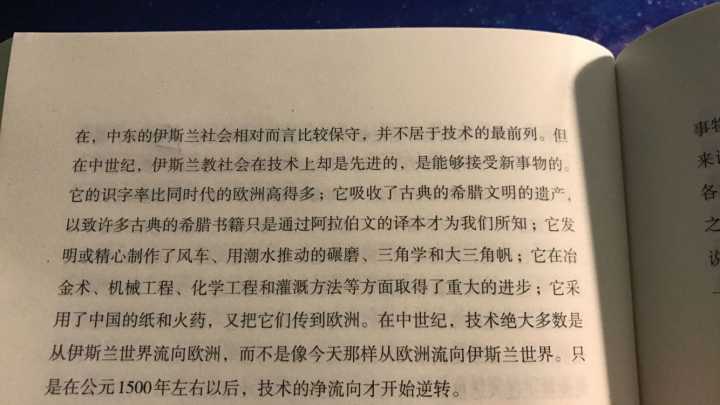 在，中东的伊斯兰社会相对而言比较保守，并不居于技术的最前列。但
在中世纪，伊斯兰教社会在技术上却是先进的，是能够接受新事物的。
它的识字率比同时代的欧洲高得多；它吸收了古典的希腊文明的遗产，
以致许多古典的希腊书籍只是通过阿拉伯文的译本才为我们所知；它发
明或精心制作了风车、用潮水推动的碾磨、三角学和大三角帆；它在冶
金术、机械工程、化学工程和灌溉方法等方面取得了重大的进步；它采
用了中国的纸和火药，又把它们传到欧洲。在中世纪，技术绝大多数是
从伊斯兰世界流向欧洲，而不是像今天那样从欧洲流向伊斯兰世界。只
是在公元1500年左右以后，技术的净流向才开始逆转。
事物
来说
各
之
说
一